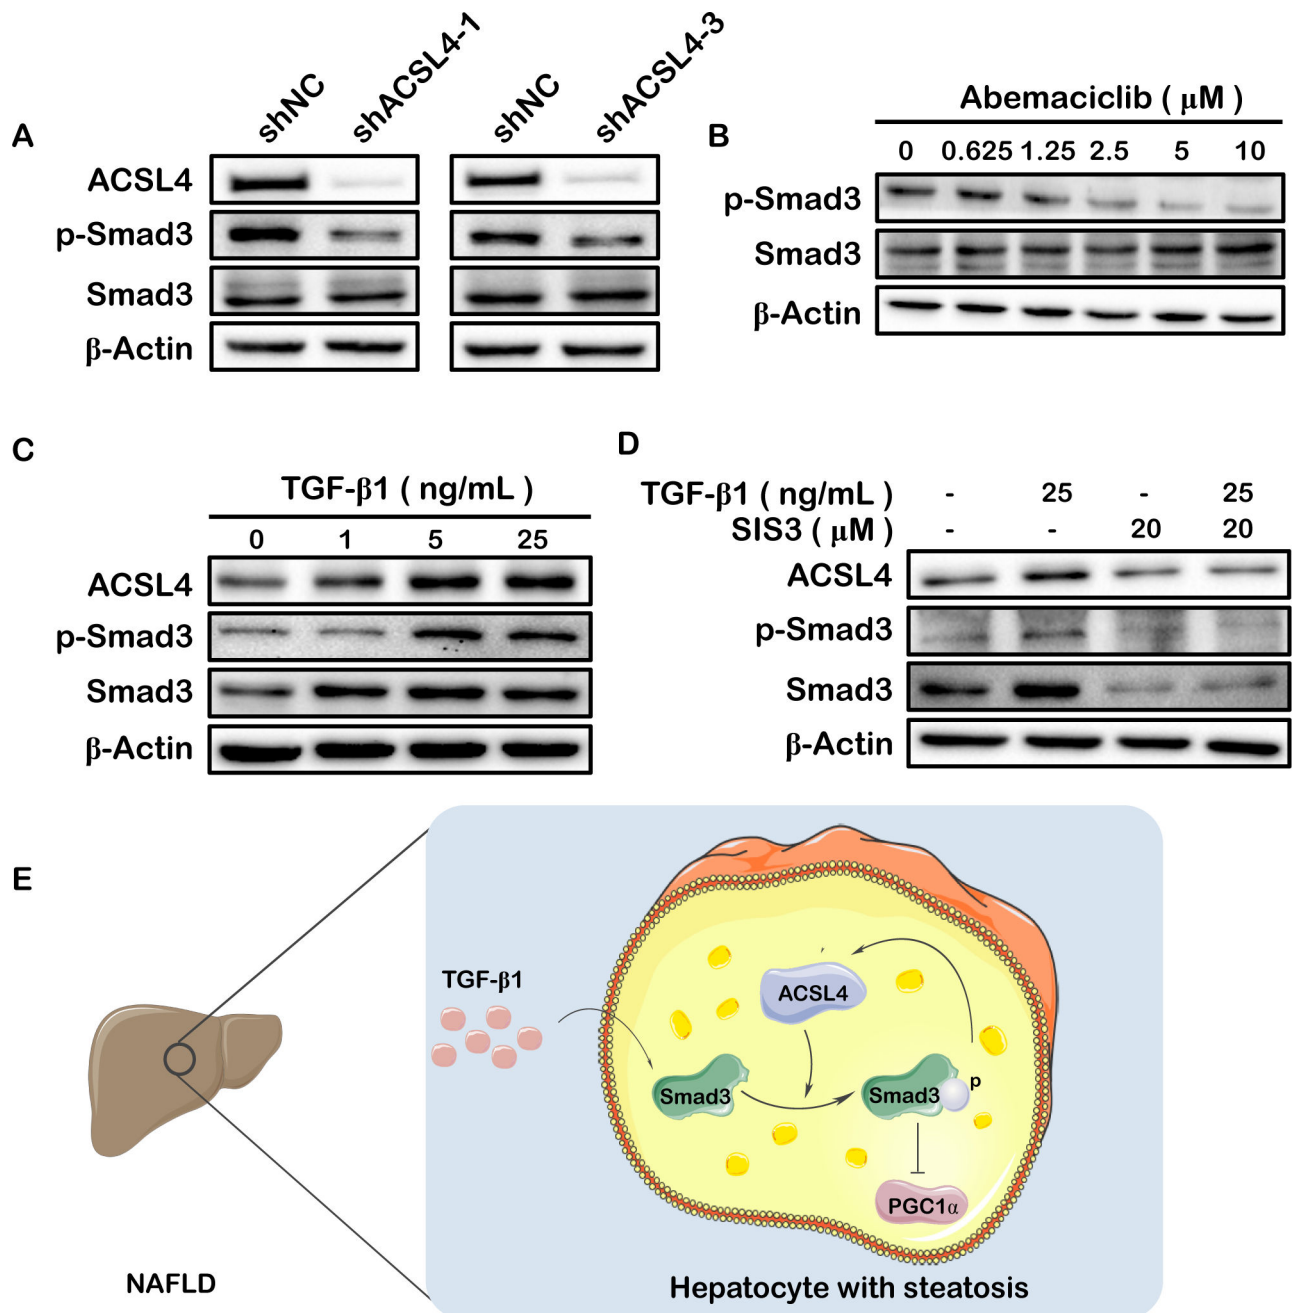 A
shNC shACSL4-1 shNC shACSL4-3
ACSL4
p-Smad3
Smad3
β-Actin
B
Abemaciclib ( μM )
0 0.625 1.25 2.5 5 10
p-Smad3
Smad3
β-Actin
C
TGF-β1 ( ng/mL )
0 1 5 25
ACSL4
p-Smad3
Smad3
β-Actin
D
TGF-β1 ( ng/mL ) - 25 - 25
SIS3 ( μM ) - - 20 20
ACSL4
p-Smad3
Smad3
β-Actin
E
TGF-β1
ACSL4
Smad3
Smad3 p
PGC1α
NAFLD
Hepatocyte with steatosis